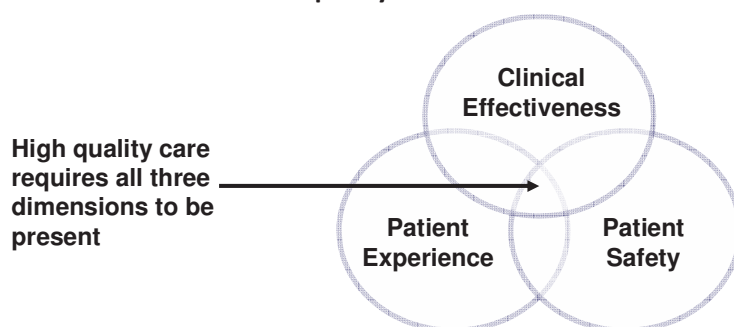 Clinical
Effectiveness
High quality care
requires all three
dimensions to be
present
Patient
Experience
Patient
Safety